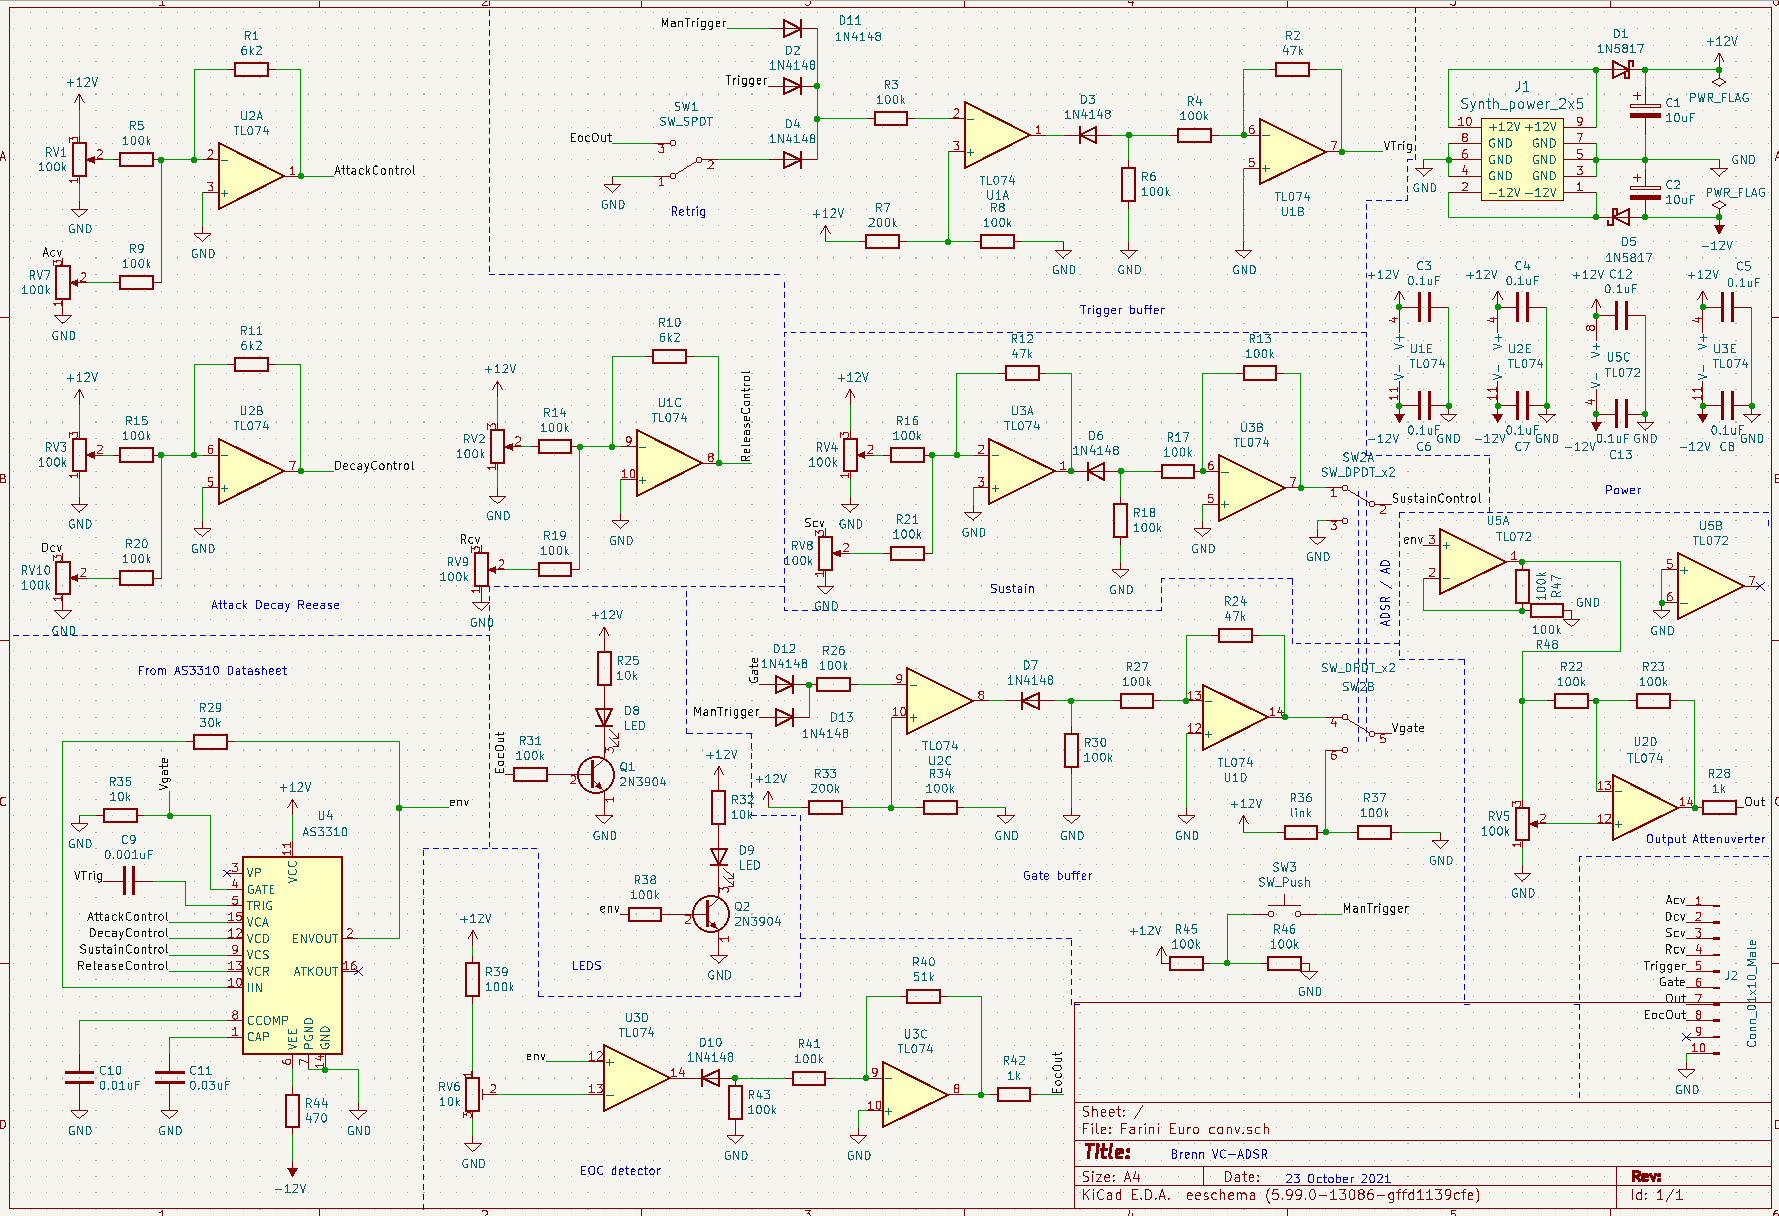 R1
6k2
+12V
U2A
TL074
R5
100k
RV1
100k
AttackControl
GND
GND
Acv
R9
100k
RV7
100k
GND
R11
6k2
+12V
U2B
TL074
R15
100k
RV3
100k
DecayControl
GND
GND
Dcv
R20
100k
RV10
100k
GND
Attack Decay Reease
R10
6k2
+12V
U1C
TL074
R14
100k
RV2
100k
ReleaseControl
GND
GND
Rcv
R19
100k
RV9
100k
GND
ManTrigger
D11
1N4148
D2
1N4148
Trigger
SW1
SW_SPDT
D4
1N4148
EocOut
GND
Retrig
R3
100k
TL074
U1A
D3
1N4148
R4
100k
R2
47k
R6
100k
TL074
U1B
VTrig
+12V
R7
200k
R8
100k
GND
GND
GND
Trigger buffer
D1
1N5817
+12V
J1
Synth_power_2x5
PWR_FLAG
C1
10uF
10 +12V +12V 9
8 GND GND 7
6 GND GND 5
4 GND GND 3
2 -12V -12V 1
GND
GND
C2
10uF
PWR_FLAG
D5
1N5817
-12V
+12V
C3
0.1uF
U1E
TL074
-12V
0.1uF
C6
GND
+12V
C4
0.1uF
U2E
TL074
-12V
0.1uF
C7
GND
+12V
C12
0.1uF
U5C
TL072
-12V
0.1uF
C13
GND
+12V
C5
0.1uF
U3E
TL074
-12V
0.1uF
C8
GND
Power
R12
47k
+12V
U3A
TL074
R16
100k
RV4
100k
D6
1N4148
R17
100k
R13
100k
U3B
TL074
SW2A
SW_DPDT_x2
SustainControl
GND
GND
Scv
R21
100k
RV8
100k
GND
R18
100k
GND
GND
GND
Sustain
ADSR / AD
env
U5A
TL072
100k
R47
GND
100k
R48
U5B
TL072
GND
R22
100k
R23
100k
U2D
TL074
R28
1k
Out
RV5
100k
GND
Output Attenuverter
From AS3310 Datasheet
R29
30k
R35
10k
Vgate
GND
C9
0.001uF
VTrig
+12V
U4
AS3310
env
AttackControl
DecayControl
SustainControl
ReleaseControl
3 VP
4 GATE
5 TRIG
15 VCA
12 VCD
9 VCS
13 VCR
10 IIN
8 CCOMP
1 CAP
11 VCC
ENVOUT 2
ATKOUT 16
6 VEE
7 PGND
14 GND
C10
0.01uF
C11
0.03uF
R44
470
GND
GND
GND
-12V
+12V
R25
10k
D8
LED
EocOut
R31
100k
Q1
2N3904
GND
+12V
R32
10k
D9
LED
env
R38
100k
Q2
2N3904
GND
LEDS
Gate
D12
1N4148
R26
100k
ManTrigger
D13
1N4148
TL074
U2C
D7
1N4148
R27
100k
R24
47k
TL074
U1D
R30
100k
+12V
R33
200k
R34
100k
GND
GND
GND
Gate buffer
SW_DPDT_x2
SW2B
Vgate
+12V
R36
link
R37
100k
GND
SW3
SW_Push
ManTrigger
+12V
R45
100k
R46
100k
GND
+12V
R39
100k
RV6
10k
GND
env
U3D
TL074
D10
1N4148
R43
100k
GND
R41
100k
R40
51k
U3C
TL074
R42
1k
EocOut
GND
EOC detector
Acv 1
Dcv 2
Scv 3
Rcv 4
Trigger 5
Gate 6
Out 7
EocOut 8
9
10
J2
Conn_01x10_Male
GND
Sheet: /
File: Farini Euro conv.sch
Title: Brenn VC-ADSR
Size: A4 Date: 23 October 2021 Rev:
KiCad E.D.A. eeschema (5.99.0-13086-gffd1139cfe) Id: 1/1